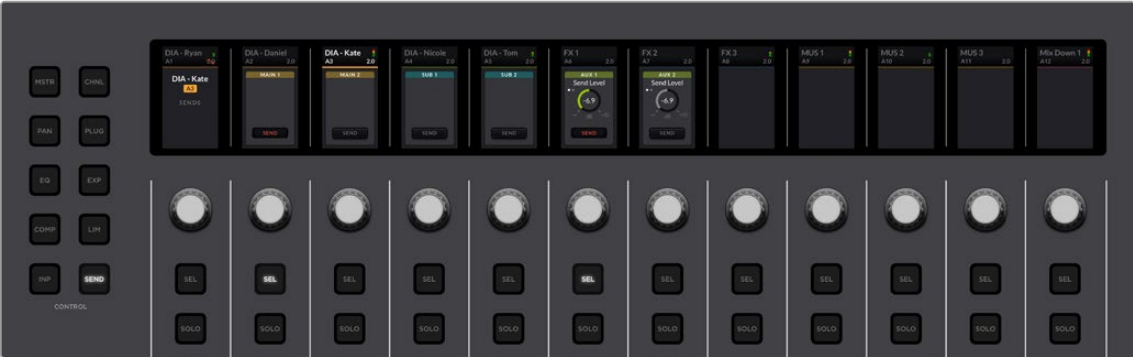 DIA - Ryan DIA - Daniel DIA - Kate DIA - Nicole DIA - Tom FX 1 FX 2 FX 3 MUS 1 MUS 2 MUS 3 Mix Down 1
A1 A2 2.0 A3 2.0 A4 2.0 A5 2.0 A6 2.0 A7 2.0 A8 2.0 A9 2.0 A10 2.0 A11 2.0 A12 2.0
MAIN 1 MAIN 2 SUB 1 SUB 2 AUX 1 AUX 2
DIA - Kate Send Level Send Level
A3
SENDS -6.9 -6.9
SEND SEND SEND SEND SEND SEND
MSTR CHNL
PAN PLUG
EQ EXP
COMP LIM
INP SEND SEL SEL SEL SEL SEL SEL SEL SEL SEL SEL SEL SEL
CONTROL
SOLO SOLO SOLO SOLO SOLO SOLO SOLO SOLO SOLO SOLO SOLO SOLO